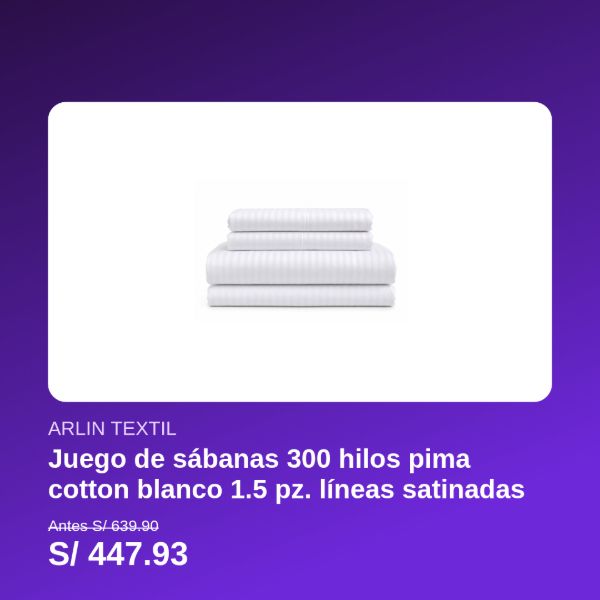 ARLIN TEXTIL
Juego de sábanas 300 hilos pima
cotton blanco 1.5 pz. líneas satinadas
Antes S/ 639.90
S/ 447.93